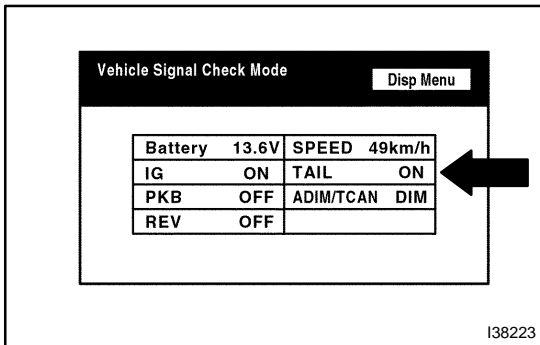 Vehicle Signal Check Mode
Disp Menu
Battery 13.6V SPEED 49km/h
IG ON TAIL ON
PKB OFF ADIM/TCAN DIM
REV OFF
I38223